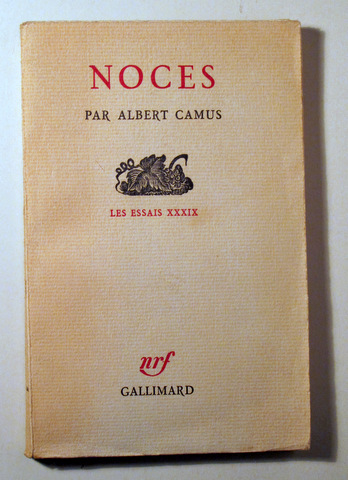 NOCES
PAR ALBERT CAMUS
LES ESSAIS XXXIX
nrf
GALLIMARD